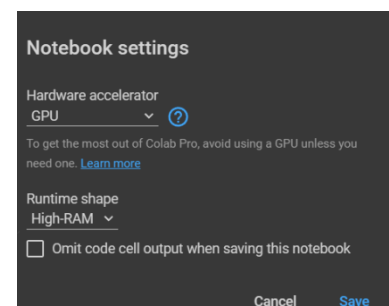 Notebook settings
Hardware accelerator
GPU
To get the most out of Colab Pro, avoid using a GPU unless you
need one. Learn more
Runtime shape
High-RAM
Omit code cell output when saving this notebook
Cancel Save